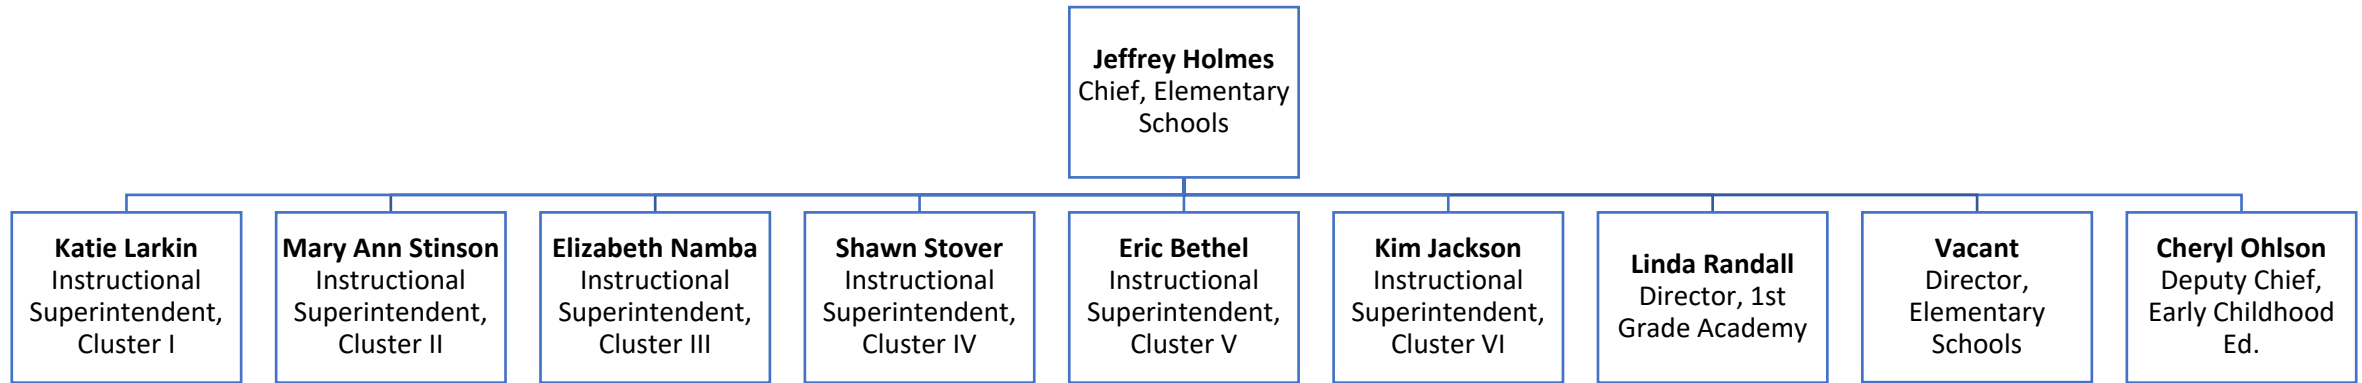 Jeffrey Holmes
Chief, Elementary
Schools
Katie Larkin
Instructional
Superintendent,
Cluster I
Mary Ann Stinson
Instructional
Superintendent,
Cluster II
Elizabeth Namba
Instructional
Superintendent,
Cluster III
Shawn Stover
Instructional
Superintendent,
Cluster IV
Eric Bethel
Instructional
Superintendent,
Cluster V
Kim Jackson
Instructional
Superintendent,
Cluster VI
Linda Randall
Director, 1st
Grade Academy
Vacant
Director,
Elementary
Schools
Cheryl Ohlson
Deputy Chief,
Early Childhood
Ed.